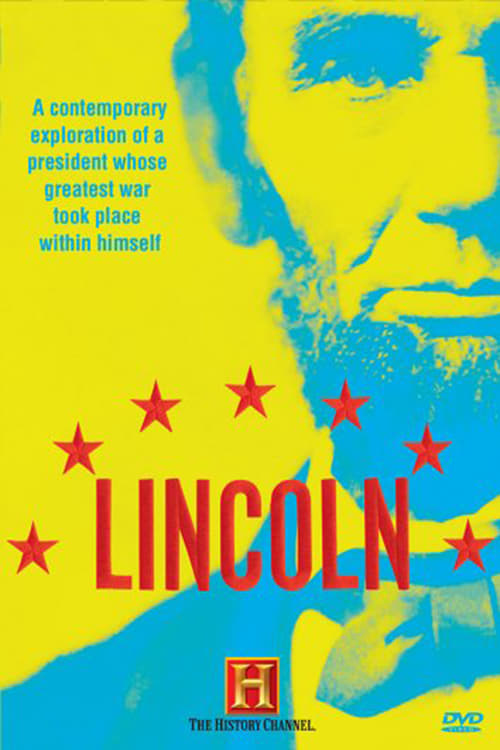 A contemporary
exploration of a
president whose
greatest war
took place
within himself
LINCOLN
H
THE HISTORY CHANNEL.
DVD
VIDEO